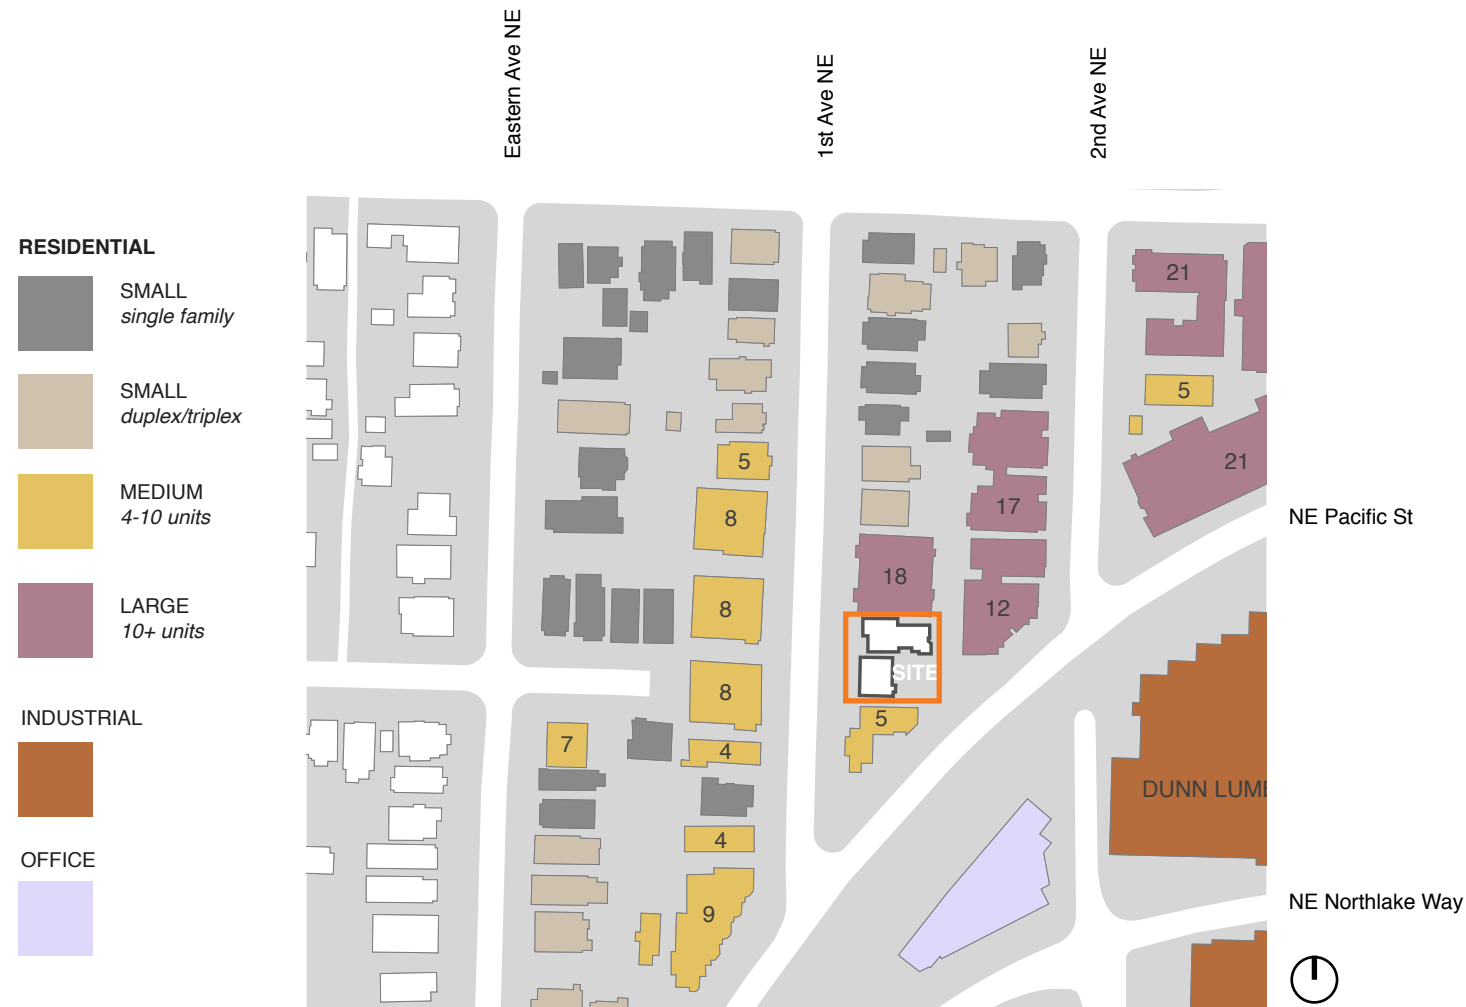 Eastern Ave NE
1st Ave NE
2nd Ave NE
RESIDENTIAL
SMALL
single family
SMALL
duplex/triplex
MEDIUM
4-10 units
LARGE
10+ units
INDUSTRIAL
OFFICE
21
5
21
5
8
17
18
8
12
8
SITE
5
7
4
4
9
DUNN LUMB
NE Pacific St
NE Northlake Way